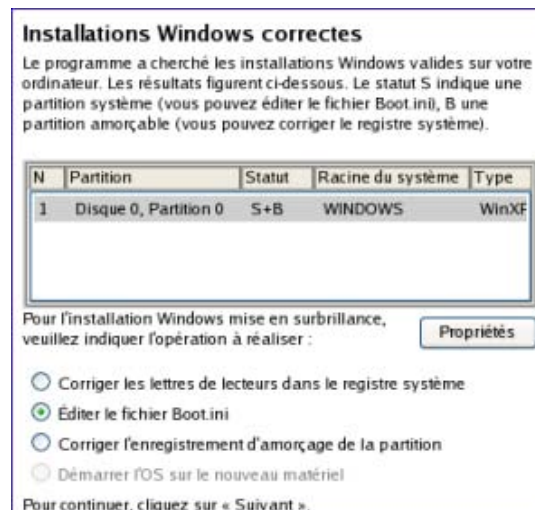 Installations Windows correctes
Le programme a cherché les installations Windows valides sur votre
ordinateur. Les résultats figurent ci-dessous. Le statut S indique une
partition système (vous pouvez éditer le fichier Boot.ini), B une
partition amorçable (vous pouvez corriger le registre système).
N Partition Statut Racine du système Type
1 Disque 0, Partition 0 S+B WINDOWS WinXP
Pour l'installation Windows mise en surbrillance,
veuillez indiquer l'opération à réaliser :
Propriétés
Corriger les lettres de lecteurs dans le registre système
Éditer le fichier Boot.ini
Corriger l'enregistrement d'amorçage de la partition
Démarrer l'OS sur le nouveau matériel
Pour continuer, cliquez sur « Suivant ».